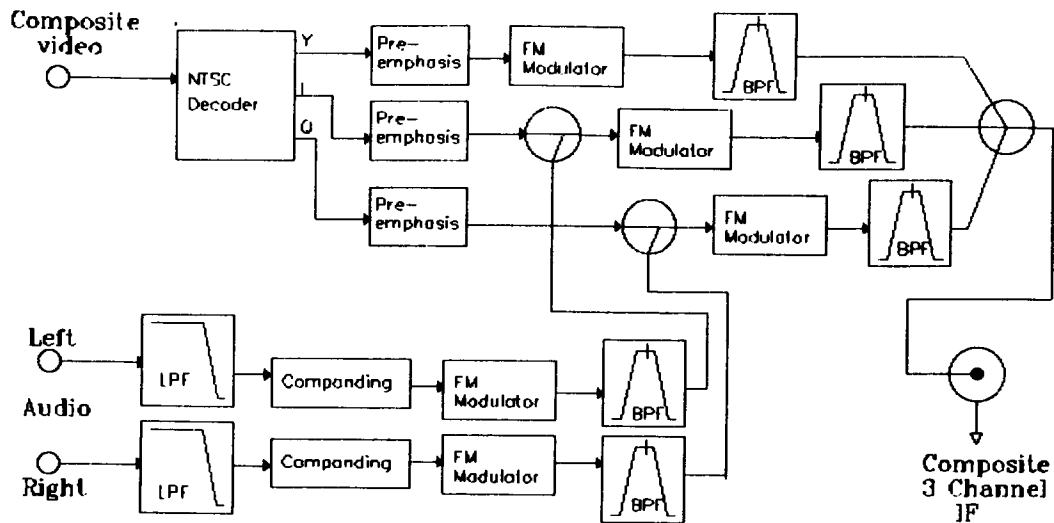 Composite
video
NTSC
Decoder
Y
I
Q
Pre-
emphasis
FM
Modulator
BPF
Pre-
emphasis
FM
Modulator
BPF
Pre-
emphasis
FM
Modulator
BPF
Left
LPF
Companding
FM
Modulator
BPF
Audio
Right
LPF
Companding
FM
Modulator
BPF
Composite
3 Channel
IF